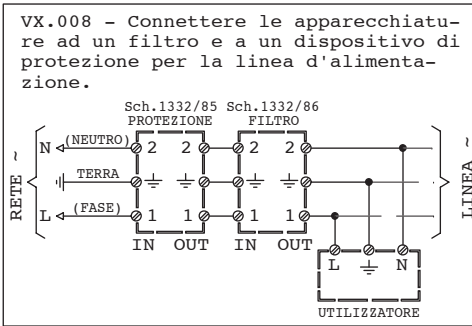 VX.008 - Connettere le apparecchiatu-
re ad un filtro e a un dispositivo di
protezione per la linea d'alimenta-
zione.
Sch.1332/85 Sch.1332/86
PROTEZIONE FILTRO
RETE ~
N (NEUTRO) 2 2 2 2
TERRA
L (FASE) 1 1 1 1
IN OUT IN OUT
LINEA ~
L N
UTILIZZATORE